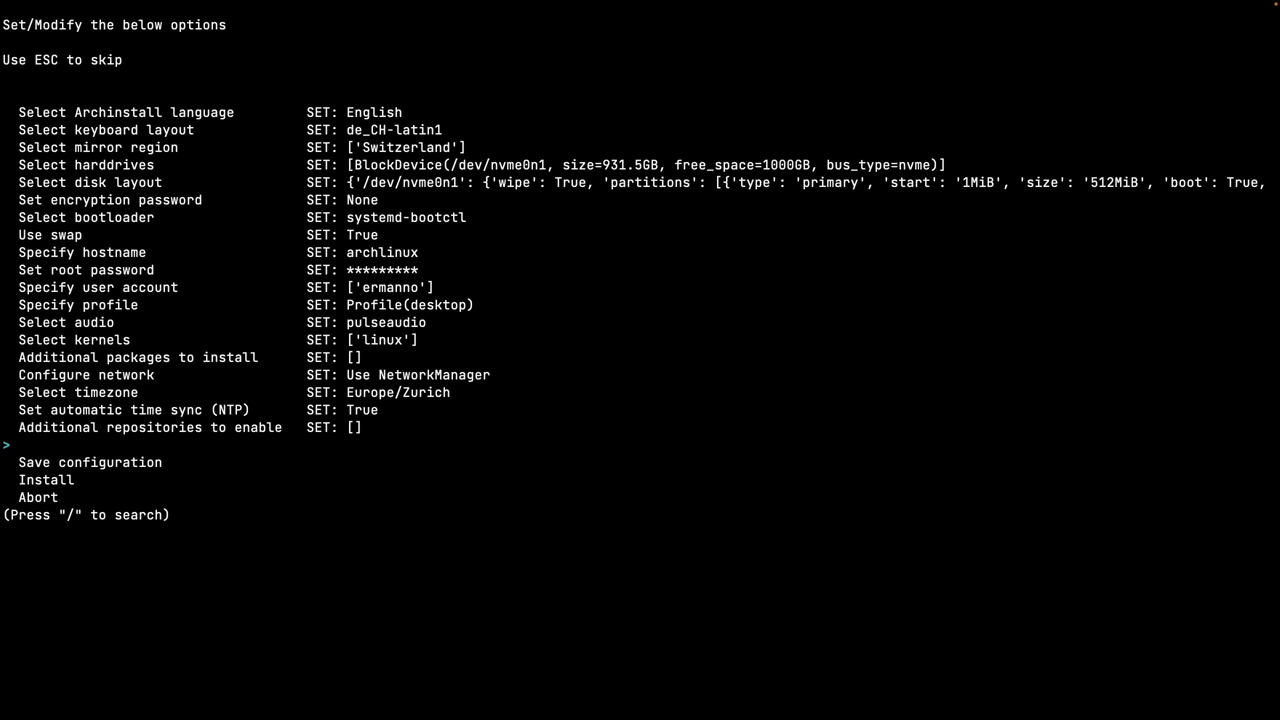 Set/Modify the below options
Use ESC to skip
Select Archinstall language SET: English
Select keyboard layout SET: de_CH-latin1
Select mirror region SET: ['Switzerland']
Select harddrives SET: [BlockDevice(/dev/nvme0n1, size=931.5GB, free_space=1000GB, bus_type=nvme)]
Select disk layout SET: {'/dev/nvme0n1': {'wipe': True, 'partitions': [{'type': 'primary', 'start': '1MiB', 'size': '512MiB', 'boot': True,
Set encryption password SET: None
Select bootloader SET: systemd-bootctl
Use swap SET: True
Specify hostname SET: archlinux
Set root password SET: *********
Specify user account SET: ['ermanno']
Specify profile SET: Profile(desktop)
Select audio SET: pulseaudio
Select kernels SET: ['linux']
Additional packages to install SET: []
Configure network SET: Use NetworkManager
Select timezone SET: Europe/Zurich
Set automatic time sync (NTP) SET: True
Additional repositories to enable SET: []
>
Save configuration
Install
Abort
(Press "/" to search)